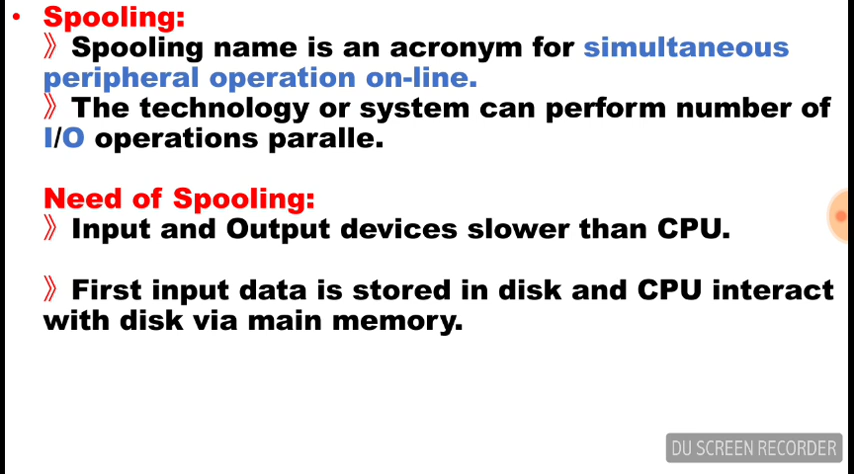 • Spooling:
》Spooling name is an acronym for simultaneous
peripheral operation on-line.
》The technology or system can perform number of
I/O operations paralle.
Need of Spooling:
》Input and Output devices slower than CPU.
》First input data is stored in disk and CPU interact
with disk via main memory.
DU SCREEN RECORDER